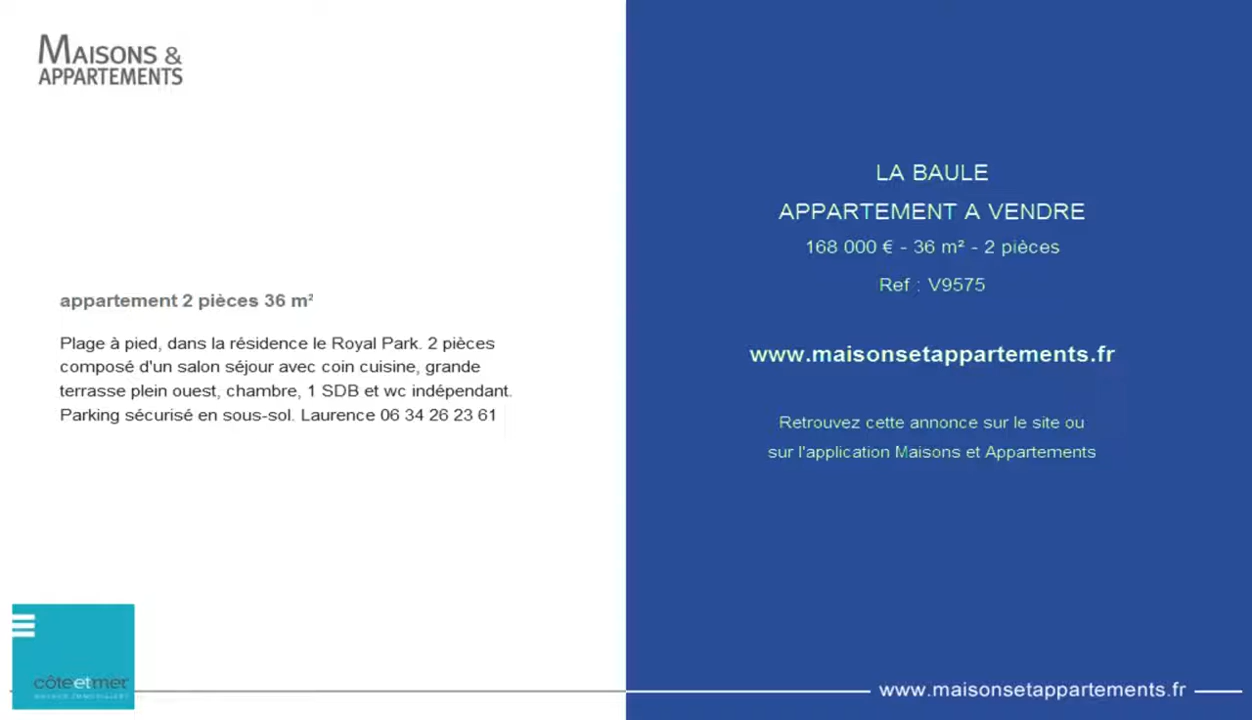 MAISONS &
APPARTEMENTS
appartement 2 pièces 36 m²
Plage à pied, dans la résidence le Royal Park. 2 pièces
composé d'un salon séjour avec coin cuisine, grande
terrasse plein ouest, chambre, 1 SDB et wc indépendant.
Parking sécurisé en sous-sol. Laurence 06 34 26 23 61
côteetmer
LA BAULE
APPARTEMENT A VENDRE
168 000 € - 36 m² - 2 pièces
Ref : V9575
www.maisonsetappartements.fr
Retrouvez cette annonce sur le site ou
sur l'application Maisons et Appartements
www.maisonsetappartements.fr